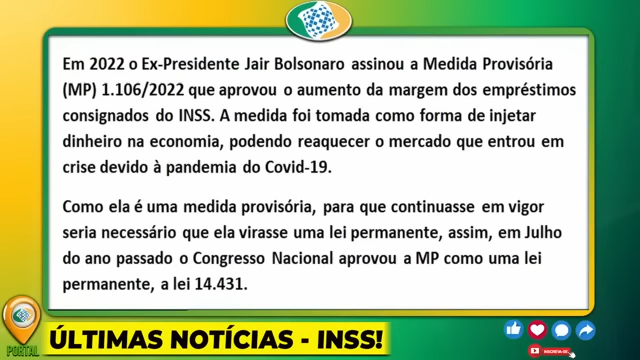 Em 2022 o Ex-Presidente Jair Bolsonaro assinou a Medida Provisória
(MP) 1.106/2022 que aprovou o aumento da margem dos empréstimos
consignados do INSS. A medida foi tomada como forma de injetar
dinheiro na economia, podendo reaquecer o mercado que entrou em
crise devido à pandemia do Covid-19.
Como ela é uma medida provisória, para que continuasse em vigor
seria necessário que ela virasse uma lei permanente, assim, em Julho
do ano passado o Congresso Nacional aprovou a MP como uma lei
permanente, a lei 14.431.
PORTAL
ÚLTIMAS NOTÍCIAS - INSS!
INSCREVA-SE